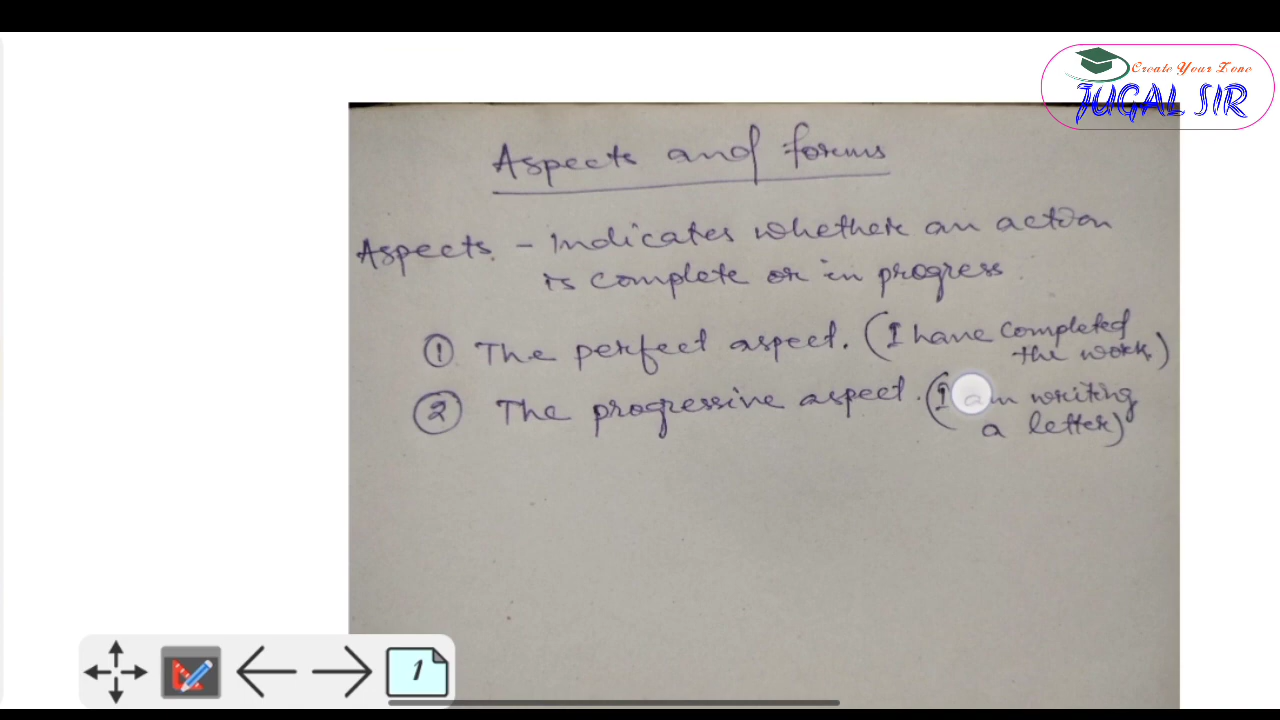 Create Your Zone
JUGAL SIR
Aspects and forms
Aspects - Indicates whether an action
is complete or in progress
① The perfect aspect. (I have completed
the work)
② The progressive aspect. (I am writing
a letter)
1